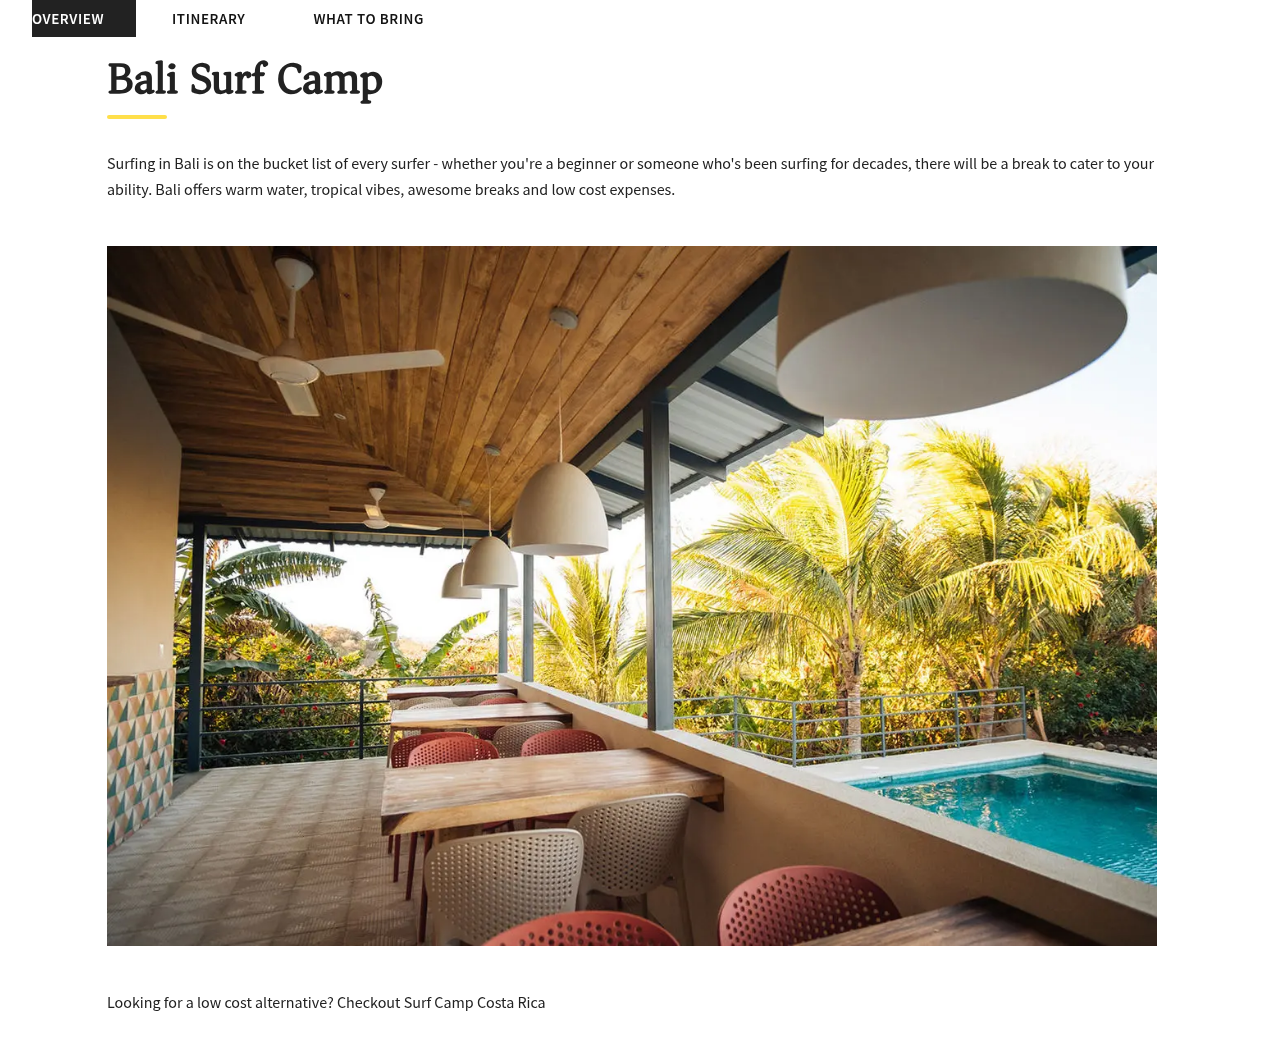 OVERVIEW
ITINERARY
WHAT TO BRING
Bali Surf Camp
Surfing in Bali is on the bucket list of every surfer - whether you're a beginner or someone who's been surfing for decades, there will be a break to cater to your
ability. Bali offers warm water, tropical vibes, awesome breaks and low cost expenses.
Looking for a low cost alternative? Checkout Surf Camp Costa Rica